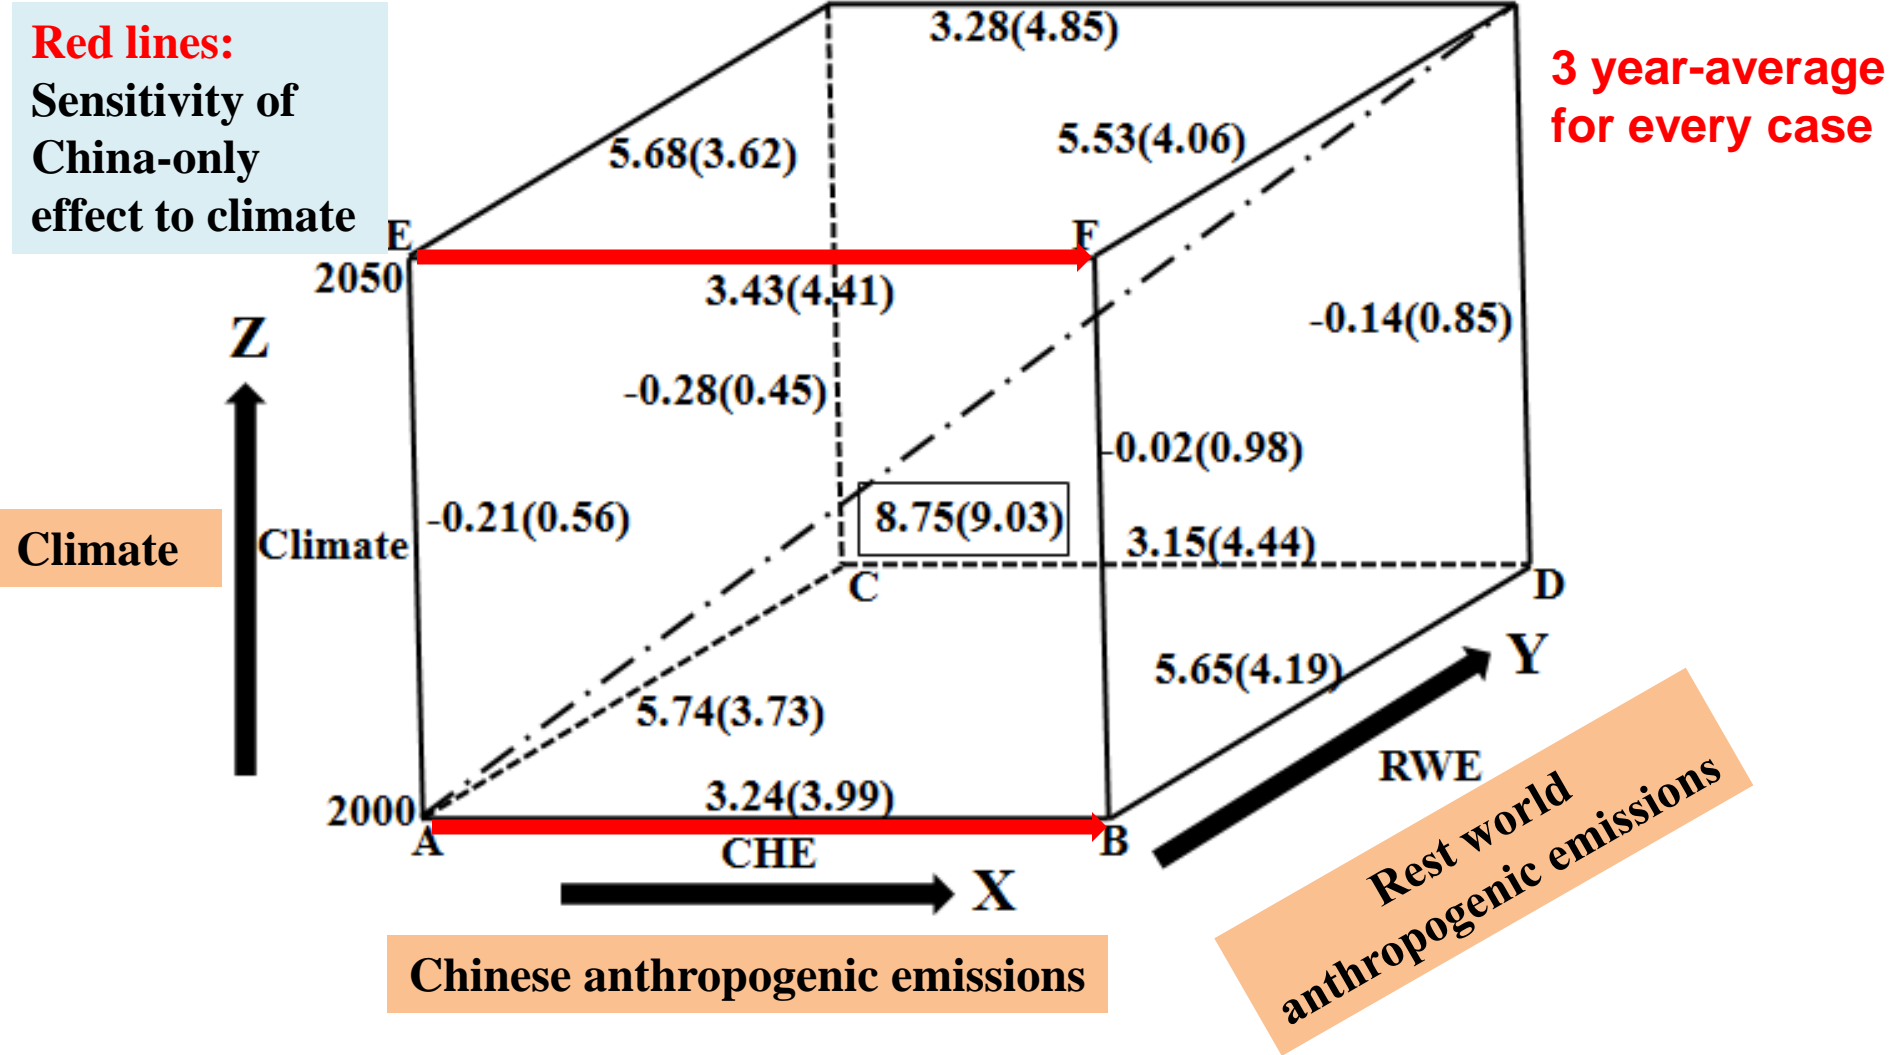 Red lines:
Sensitivity of
China-only
effect to climate
3.28(4.85)
3 year-average
for every case
5.68(3.62)
5.53(4.06)
E
F
2050
3.43(4.41)
-0.14(0.85)
Z
-0.28(0.45)
-0.02(0.98)
-0.21(0.56)
8.75(9.03)
3.15(4.44)
Climate
Climate
C
D
Y
5.65(4.19)
5.74(3.73)
RWE
3.24(3.99)
2000
A
B
CHE
X
Rest world
anthropogenic emissions
Chinese anthropogenic emissions